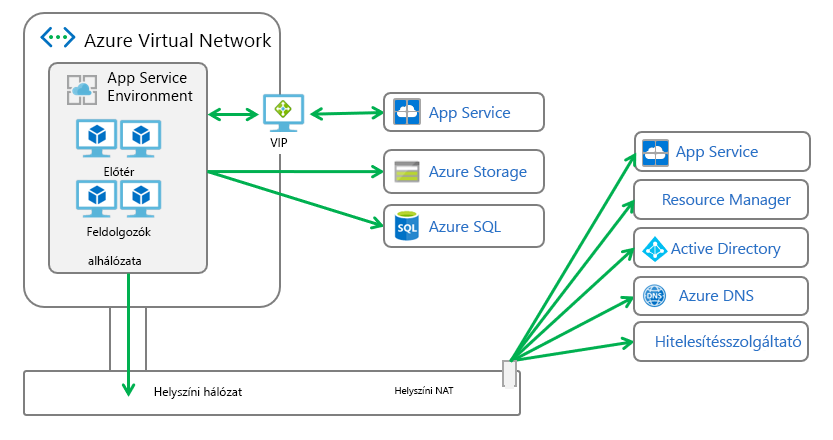 Azure Virtual Network
App Service
Environment
Előtér
Feldolgozók
alhálózata
VIP
App Service
Azure Storage
SQL
Azure SQL
App Service
Resource Manager
Active Directory
DNS
Azure DNS
Hitelesítésszolgáltató
Helyszíni hálózat
Helyszíni NAT